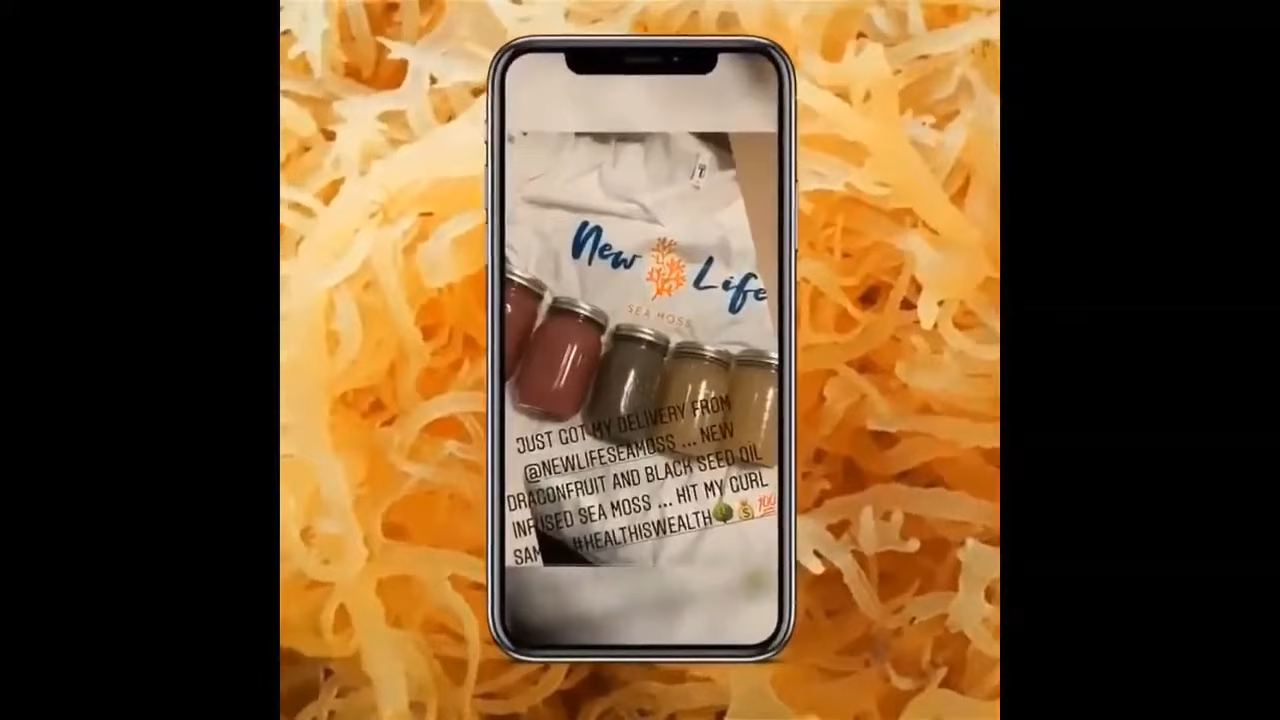 New Life
SEA MOSS
JUST GOT MY DELIVERY FROM
@NEWLIFESEAMOSS ... NEW
DRAGONFRUIT AND BLACK SEED OIL
INFUSED SEA MOSS ... HIT MY GURL
#HEALTHISWEALTH🌳💰💯